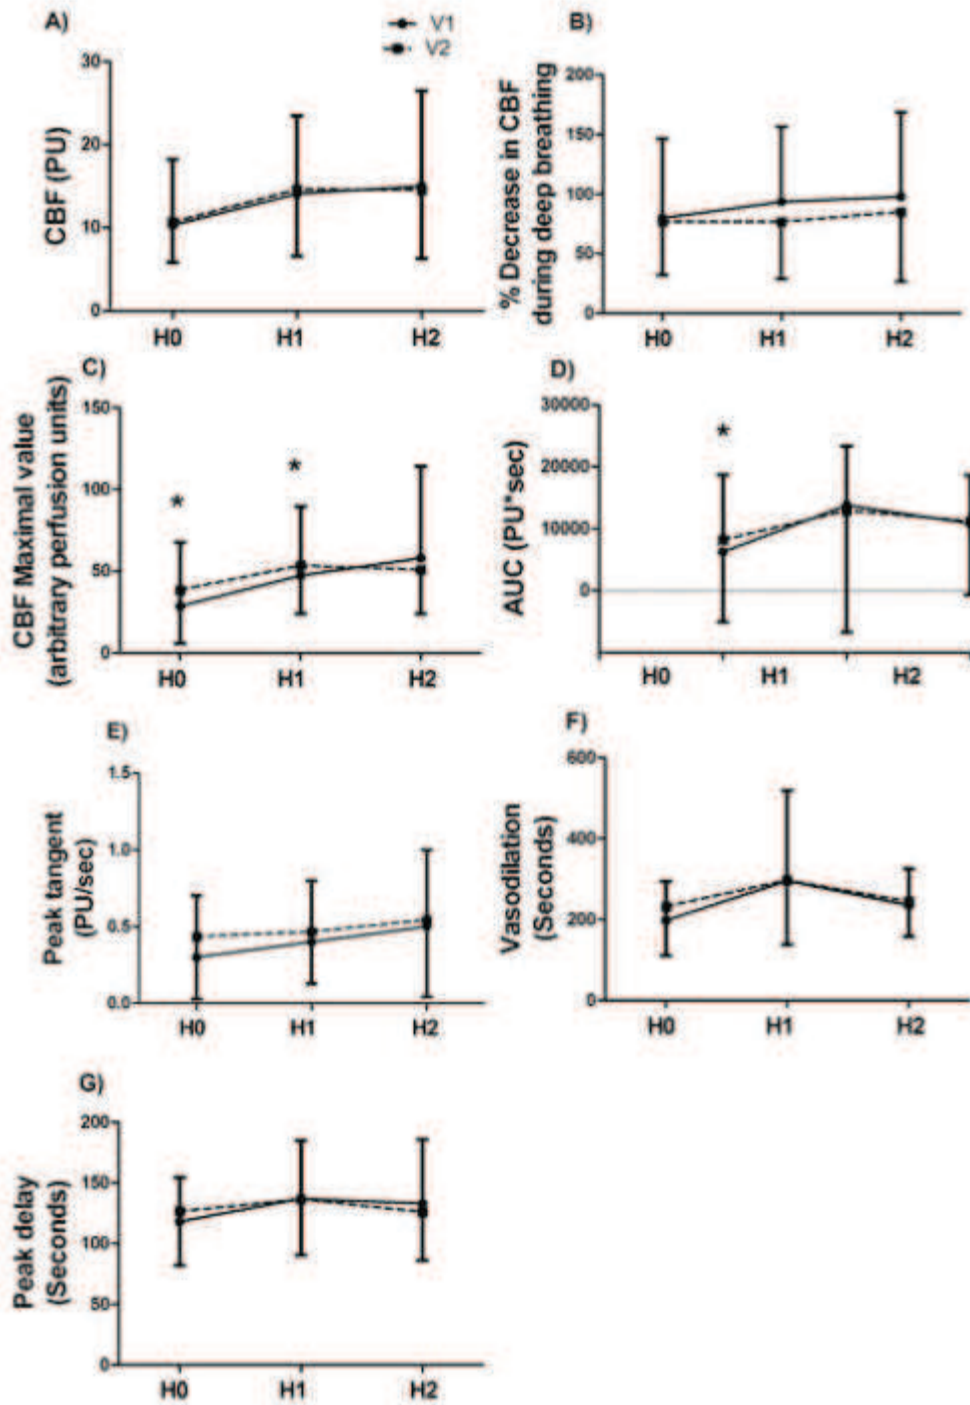 A)
V1
V2
CBF (PU)
30
20
10
0
H0 H1 H2
B)
% Decrease in CBF
during deep breathing
200
150
100
50
0
H0 H1 H2
C)
CBF Maximal value
(arbitrary perfusion units)
150
100
50
0
* *
H0 H1 H2
D)
AUC (PU*sec)
30000
20000
10000
0
*
H0 H1 H2
E)
Peak tangent
(PU/sec)
1.5
1.0
0.5
0.0
H0 H1 H2
F)
Vasodilation
(Seconds)
600
400
200
0
H0 H1 H2
G)
Peak delay
(Seconds)
200
150
100
50
0
H0 H1 H2